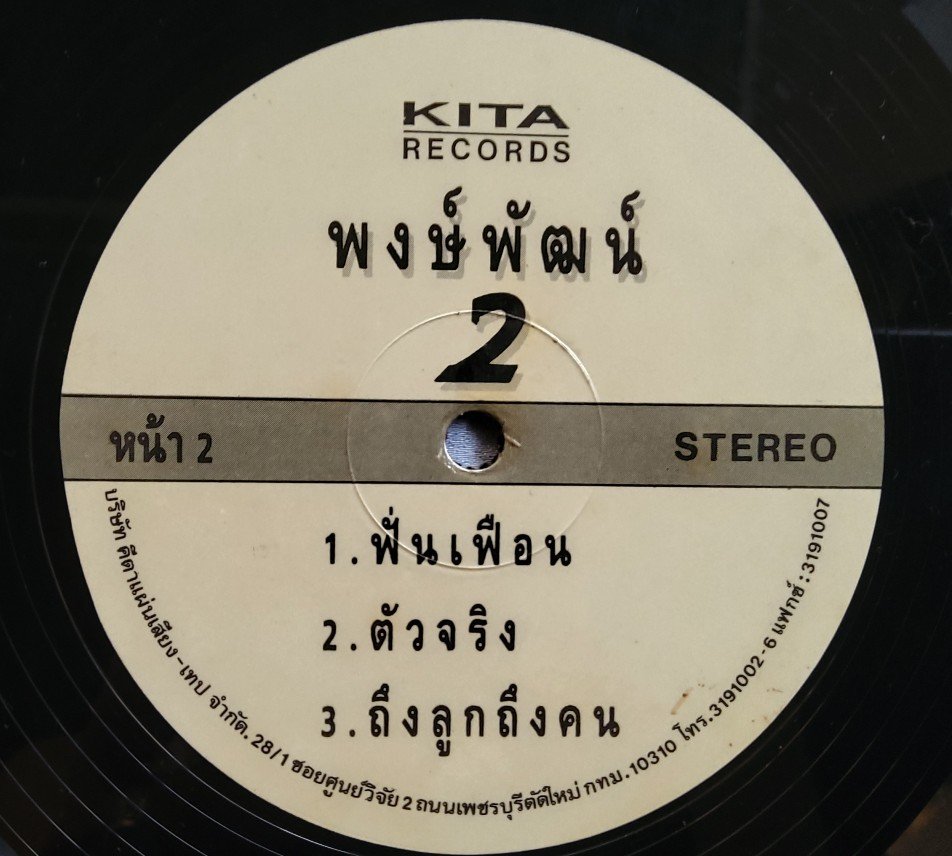 KITA
RECORDS
พงษ์พัฒน์
2
หน้า 2
STEREO
1. ฟั่นเฟือน
2. ตัวจริง
3. ถึงลูกถึงคน
บริษัท คีตาแผ่นเสียง-เทป จำกัด. 28/1 ซอยศูนย์วิจัย 2 ถนนเพชรบุรีตัดใหม่ กทม. 10310 โทร. 3191002-6 แฟกซ์ : 3191007